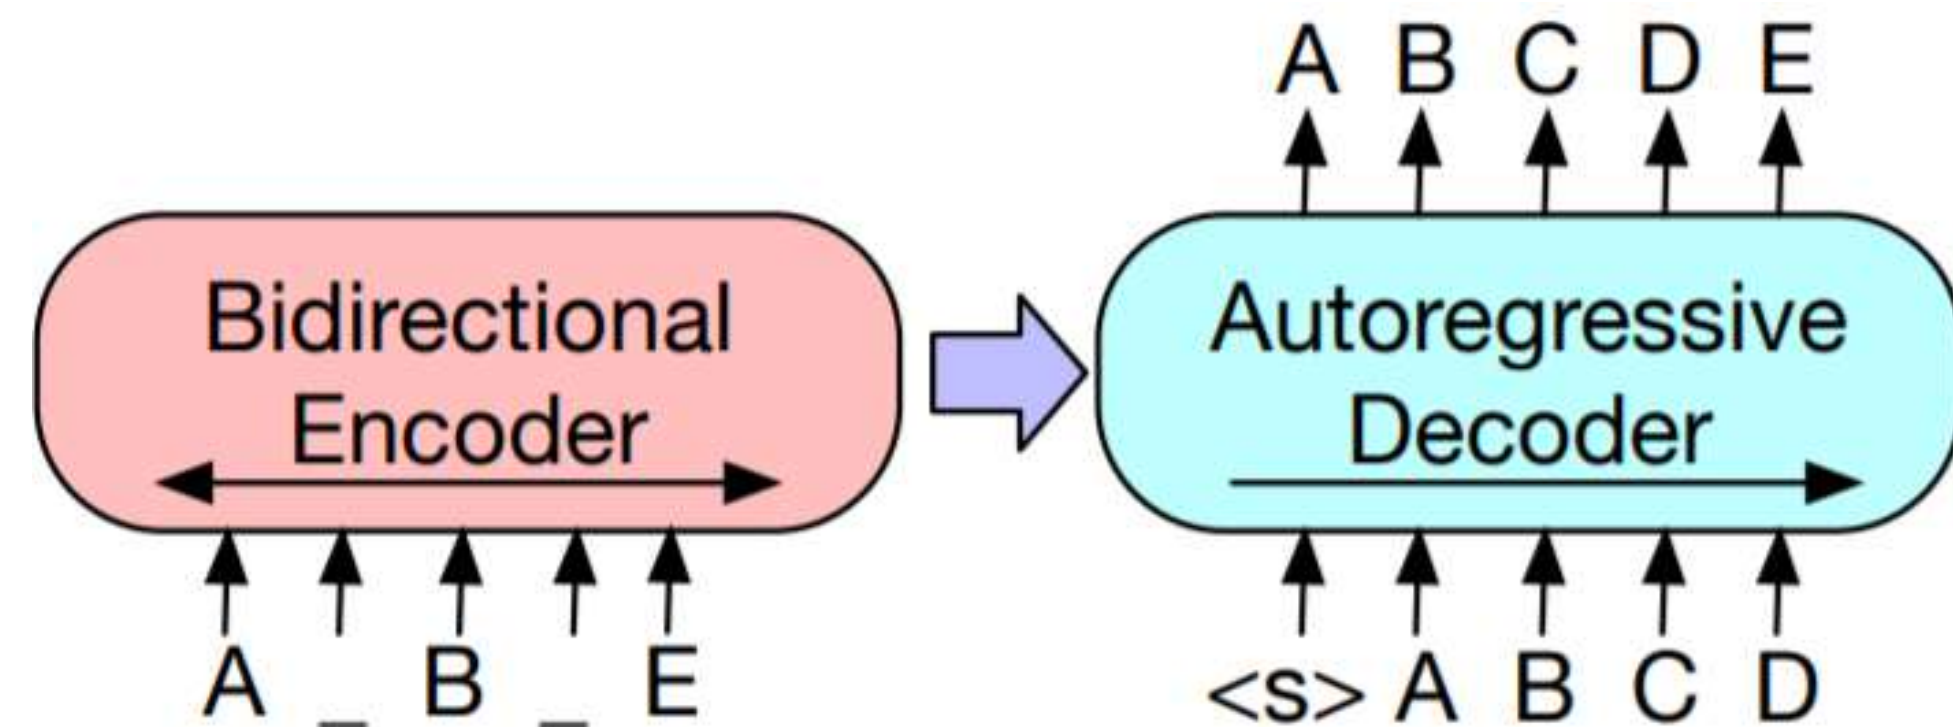 A B C D E
Bidirectional
Encoder
Autoregressive
Decoder
A _ B _ E
<s> A B C D